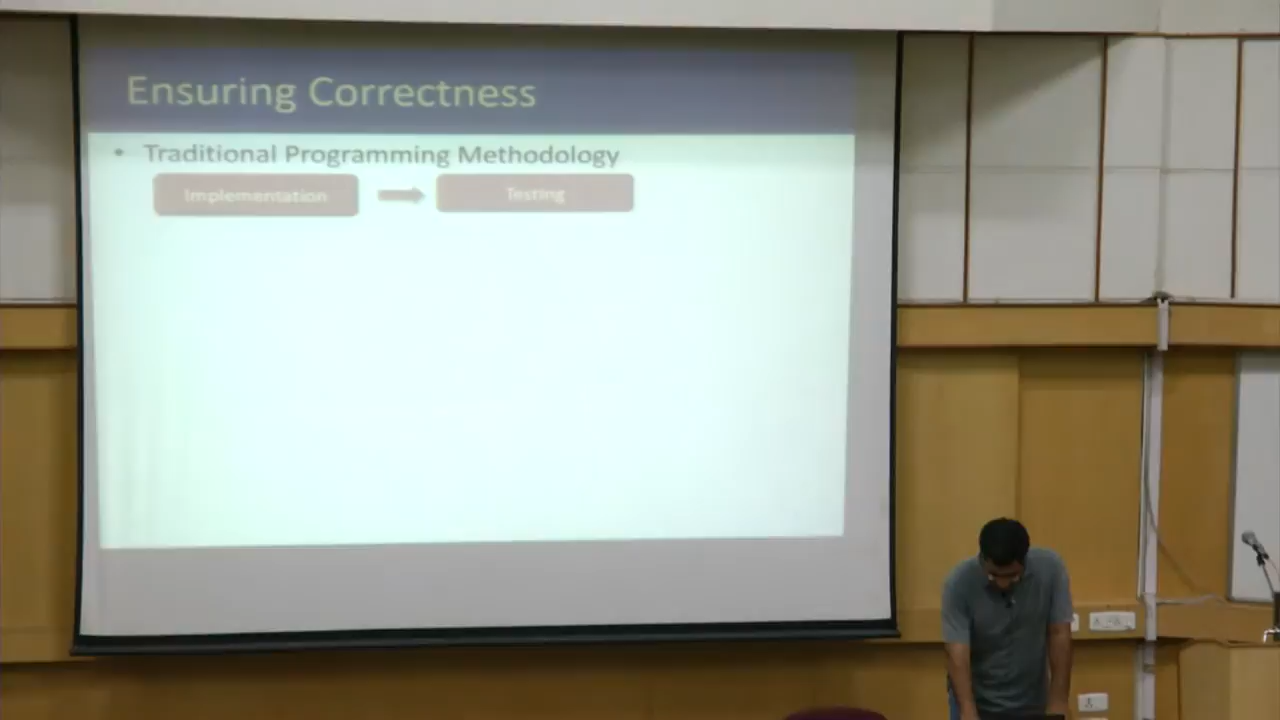 Ensuring Correctness
• Traditional Programming Methodology
Implementation
Testing